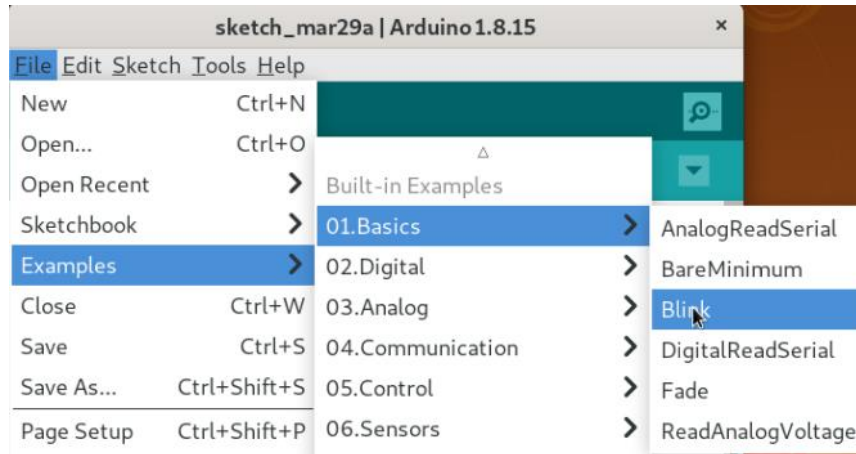 sketch_mar29a | Arduino 1.8.15 ×
File Edit Sketch Tools Help
New Ctrl+N
Open... Ctrl+O
Open Recent
Sketchbook
Examples
Close Ctrl+W
Save Ctrl+S
Save As... Ctrl+Shift+S
Page Setup Ctrl+Shift+P
Built-in Examples
01.Basics
02.Digital
03.Analog
04.Communication
05.Control
06.Sensors
AnalogReadSerial
BareMinimum
Blink
DigitalReadSerial
Fade
ReadAnalogVoltage